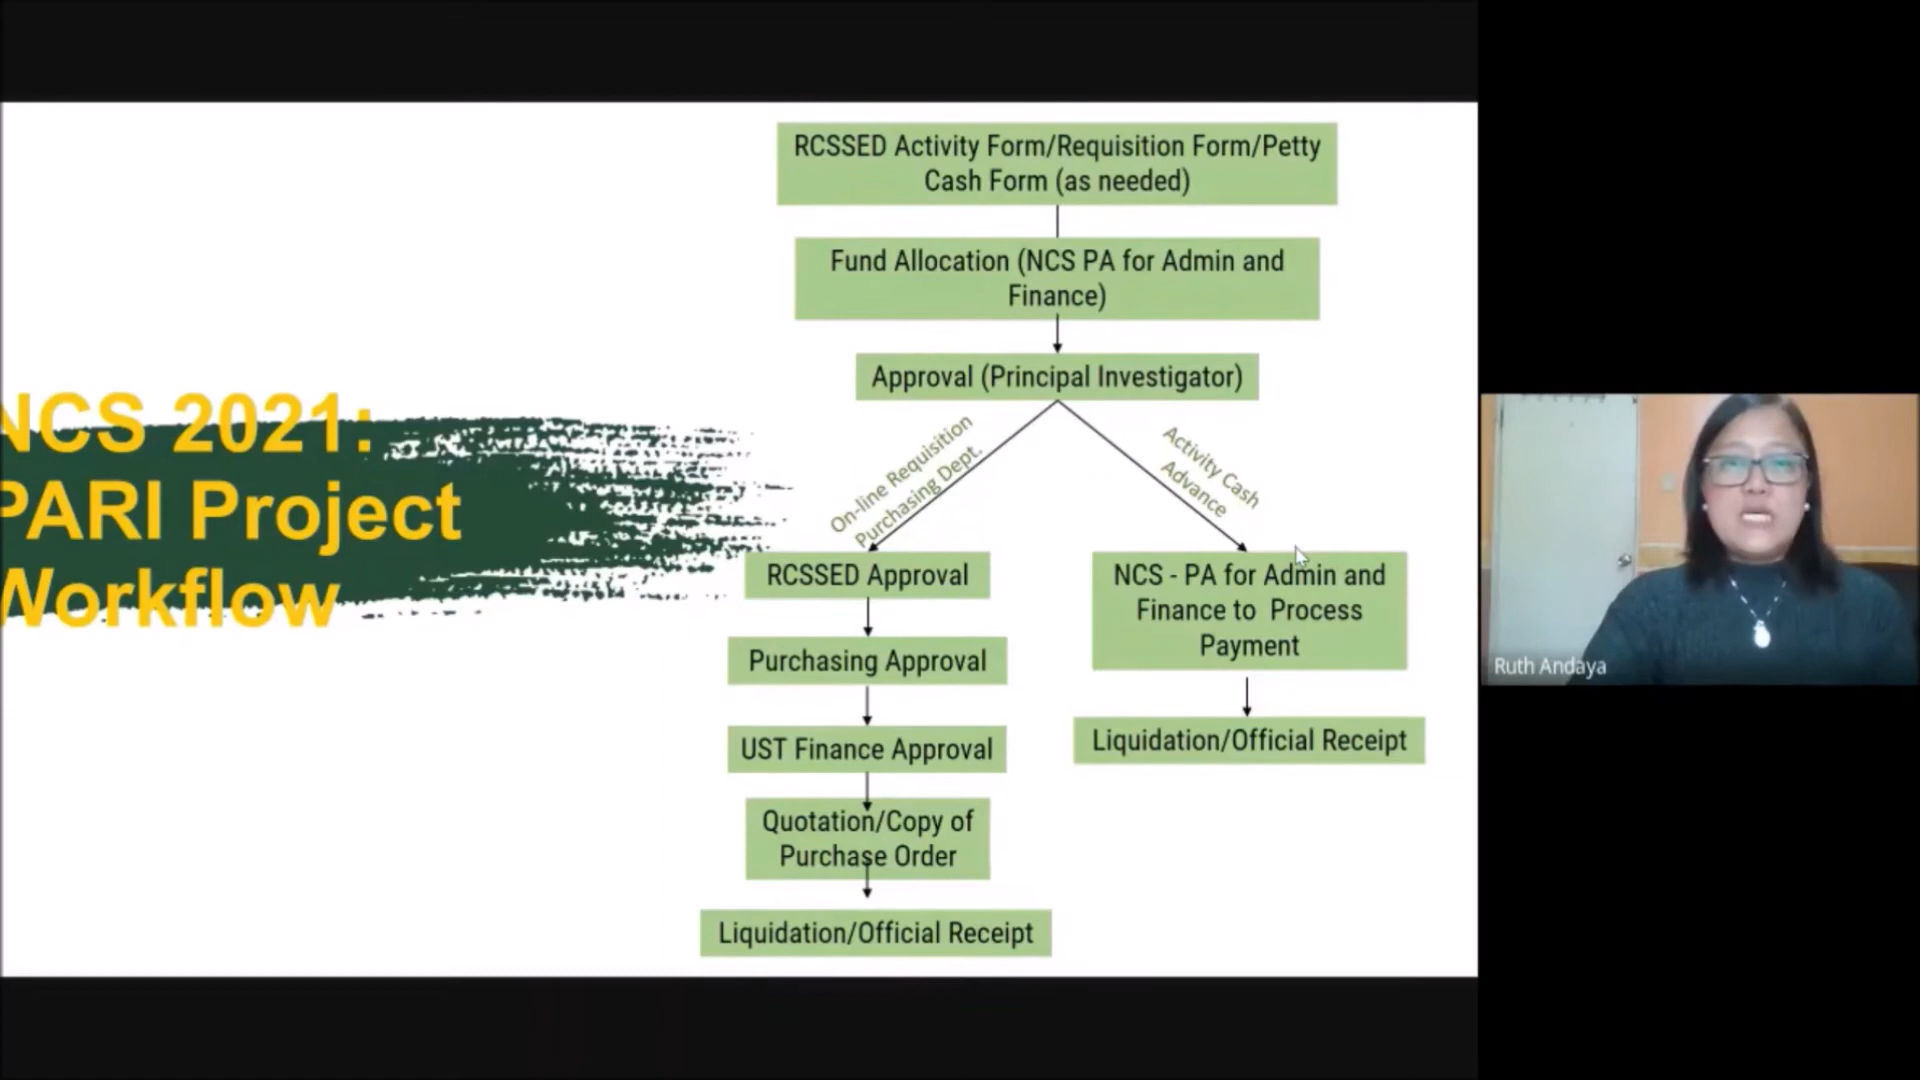 NCS 2021:
PARI Project
Workflow
RCSSED Activity Form/Requisition Form/Petty
Cash Form (as needed)
Fund Allocation (NCS PA for Admin and
Finance)
Approval (Principal Investigator)
On-line Requisition
Purchasing Dept.
Activity Cash
Advance
RCSSED Approval
Purchasing Approval
UST Finance Approval
Quotation/Copy of
Purchase Order
Liquidation/Official Receipt
NCS - PA for Admin and
Finance to Process
Payment
Liquidation/Official Receipt
Ruth Andaya